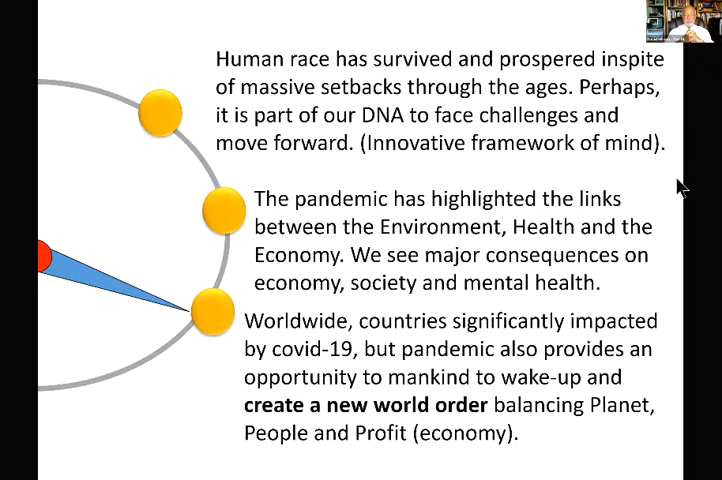 Human race has survived and prospered inspite
of massive setbacks through the ages. Perhaps,
it is part of our DNA to face challenges and
move forward. (Innovative framework of mind).
The pandemic has highlighted the links
between the Environment, Health and the
Economy. We see major consequences on
economy, society and mental health.
Worldwide, countries significantly impacted
by covid-19, but pandemic also provides an
opportunity to mankind to wake-up and
create a new world order balancing Planet,
People and Profit (economy).